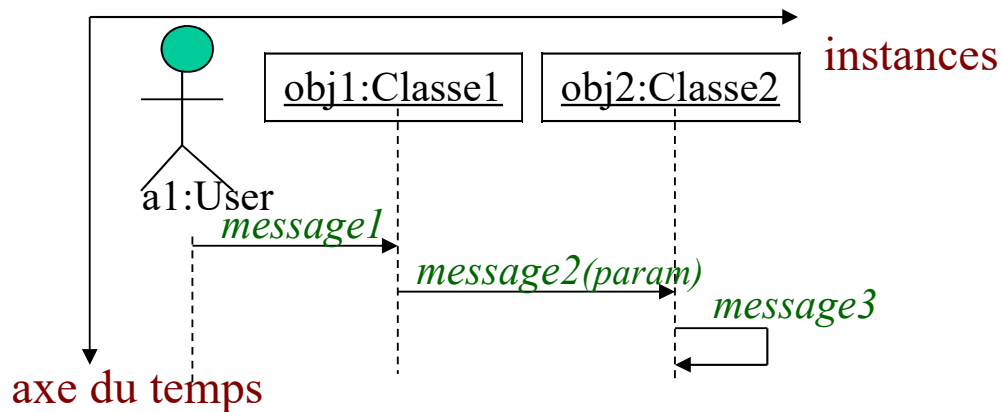 instances
obj1:Classe1
obj2:Classe2
a1:User
message1
message2(param)
message3
axe du temps